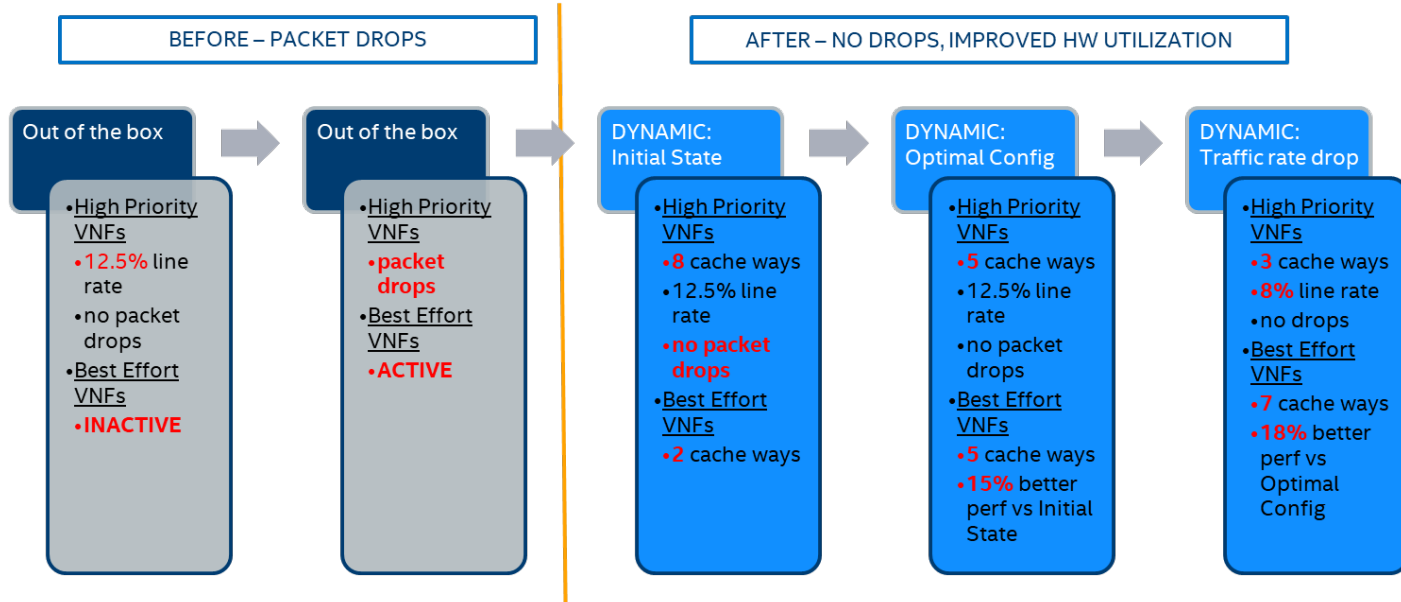 BEFORE – PACKET DROPS
AFTER – NO DROPS, IMPROVED HW UTILIZATION
Out of the box
•High Priority
VNFs
•12.5% line
rate
•no packet
drops
•Best Effort
VNFs
•INACTIVE
Out of the box
•High Priority
VNFs
•packet
drops
•Best Effort
VNFs
•ACTIVE
DYNAMIC:
Initial State
•High Priority
VNFs
•8 cache ways
•12.5% line
rate
•no packet
drops
•Best Effort
VNFs
•2 cache ways
DYNAMIC:
Optimal Config
•High Priority
VNFs
•5 cache ways
•12.5% line
rate
•no packet
drops
•Best Effort
VNFs
•5 cache ways
•15% better
perf vs Initial
State
DYNAMIC:
Traffic rate drop
•High Priority
VNFs
•3 cache ways
•8% line rate
•no drops
•Best Effort
VNFs
•7 cache ways
•18% better
perf vs
Optimal
Config